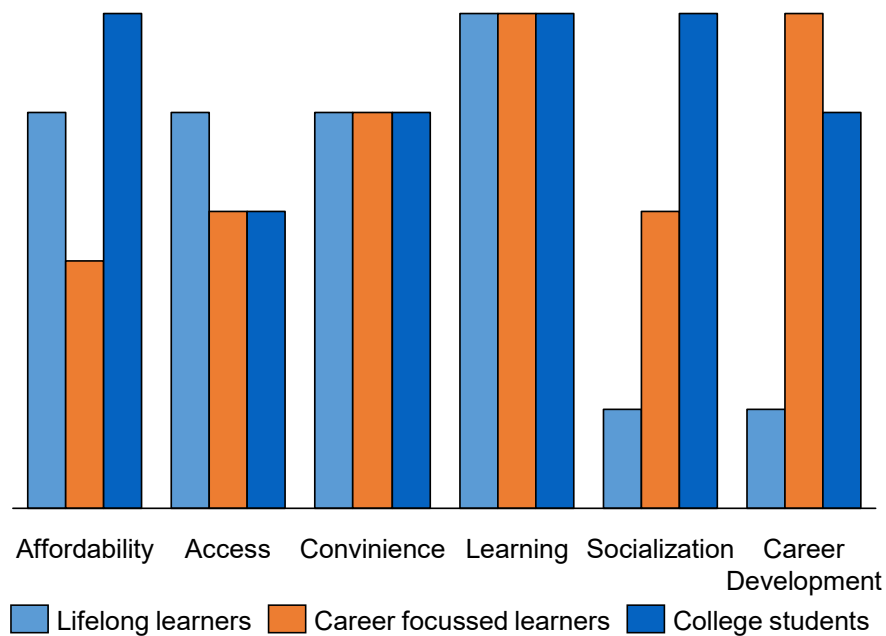 Affordability Access Convinience Learning Socialization Career
Development
Lifelong learners Career focussed learners College students